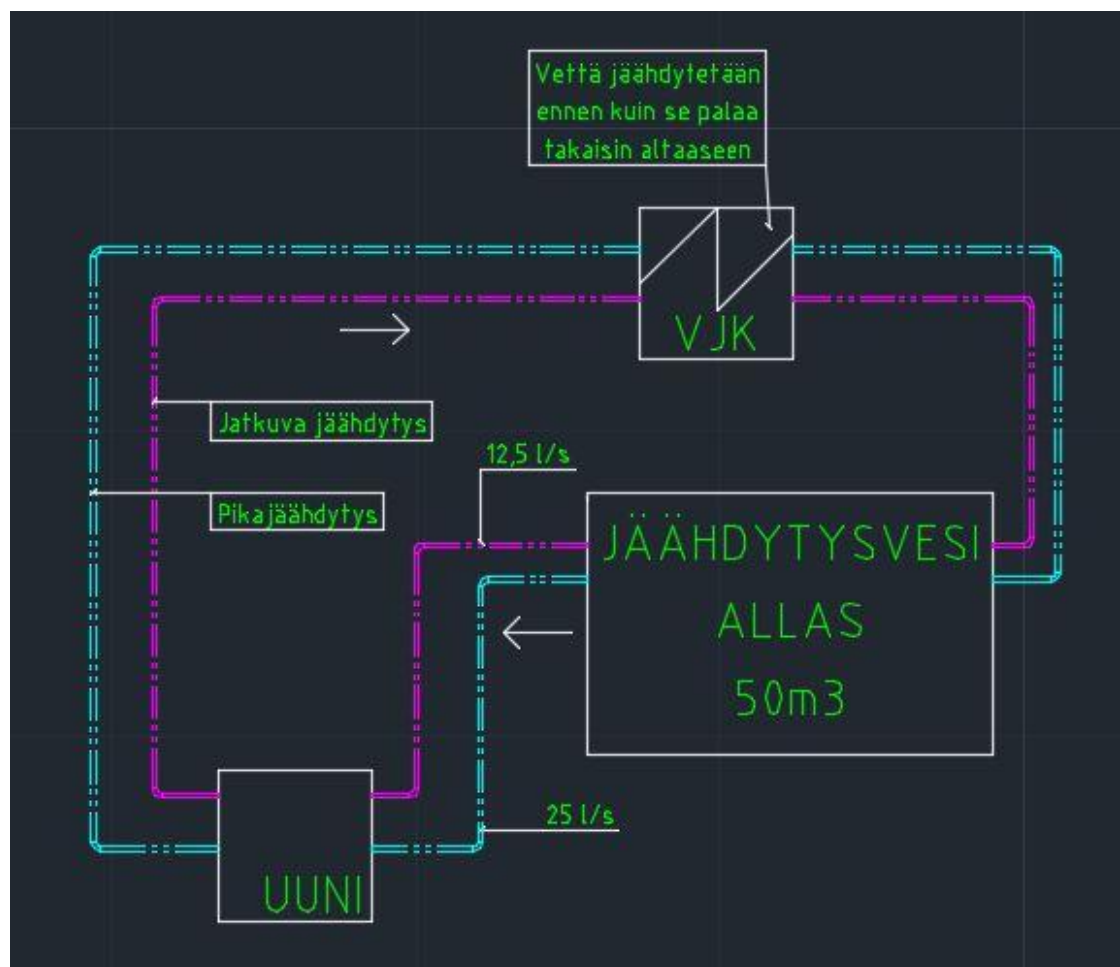 Vettä jäähdytetään
ennen kuin se palaa
takaisin altaaseen
VJK
Jatkuva jäähdytys
12,5 l/s
Pikajäähdytys
JÄÄHDYTYSVESI
ALLAS
50m3
25 l/s
UUNI